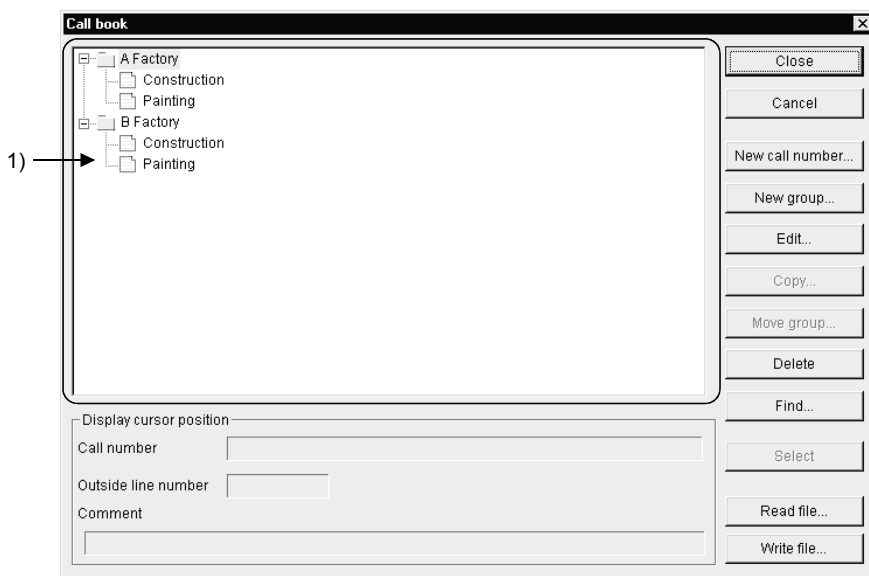 Call book
A Factory
Construction
Painting
B Factory
Construction
Painting
1)
Close
Cancel
New call number...
New group...
Edit...
Copy...
Move group...
Delete
Find...
Select
Read file...
Write file...
Display cursor position
Call number
Outside line number
Comment